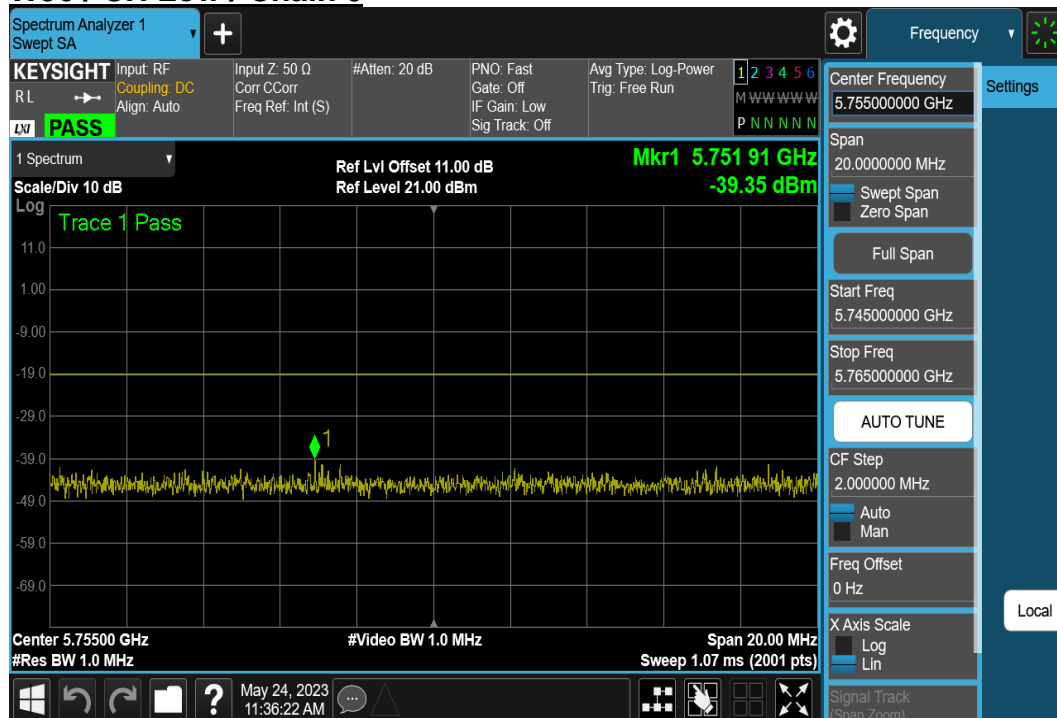 Spectrum Analyzer 1
Swept SA
Frequency
KEYSIGHT
RL
LXI
PASS
Input: RF
Coupling: DC
Align: Auto
Input Z: 50 Ω
Corr CCorr
Freq Ref: Int (S)
#Atten: 20 dB
PNO: Fast
Gate: Off
IF Gain: Low
Sig Track: Off
Avg Type: Log-Power
Trig: Free Run
1 2 3 4 5 6
M W W W W W
P N N N N N
1 Spectrum
Scale/Div 10 dB
Ref Lvl Offset 11.00 dB
Ref Level 21.00 dBm
Mkr1 5.751 91 GHz
-39.35 dBm
Log
Trace 1 Pass
11.0
1.00
-9.00
-19.0
-29.0
1
-39.0
-49.0
-59.0
-69.0
Center 5.75500 GHz
#Video BW 1.0 MHz
Span 20.00 MHz
#Res BW 1.0 MHz
Sweep 1.07 ms (2001 pts)
Center Frequency
5.755000000 GHz
Span
20.0000000 MHz
Swept Span
Zero Span
Full Span
Start Freq
5.745000000 GHz
Stop Freq
5.765000000 GHz
AUTO TUNE
CF Step
2.000000 MHz
Auto
Man
Freq Offset
0 Hz
X Axis Scale
Log
Lin
Signal Track
(Span Zoom)
Settings
Local
?
May 24, 2023
11:36:22 AM